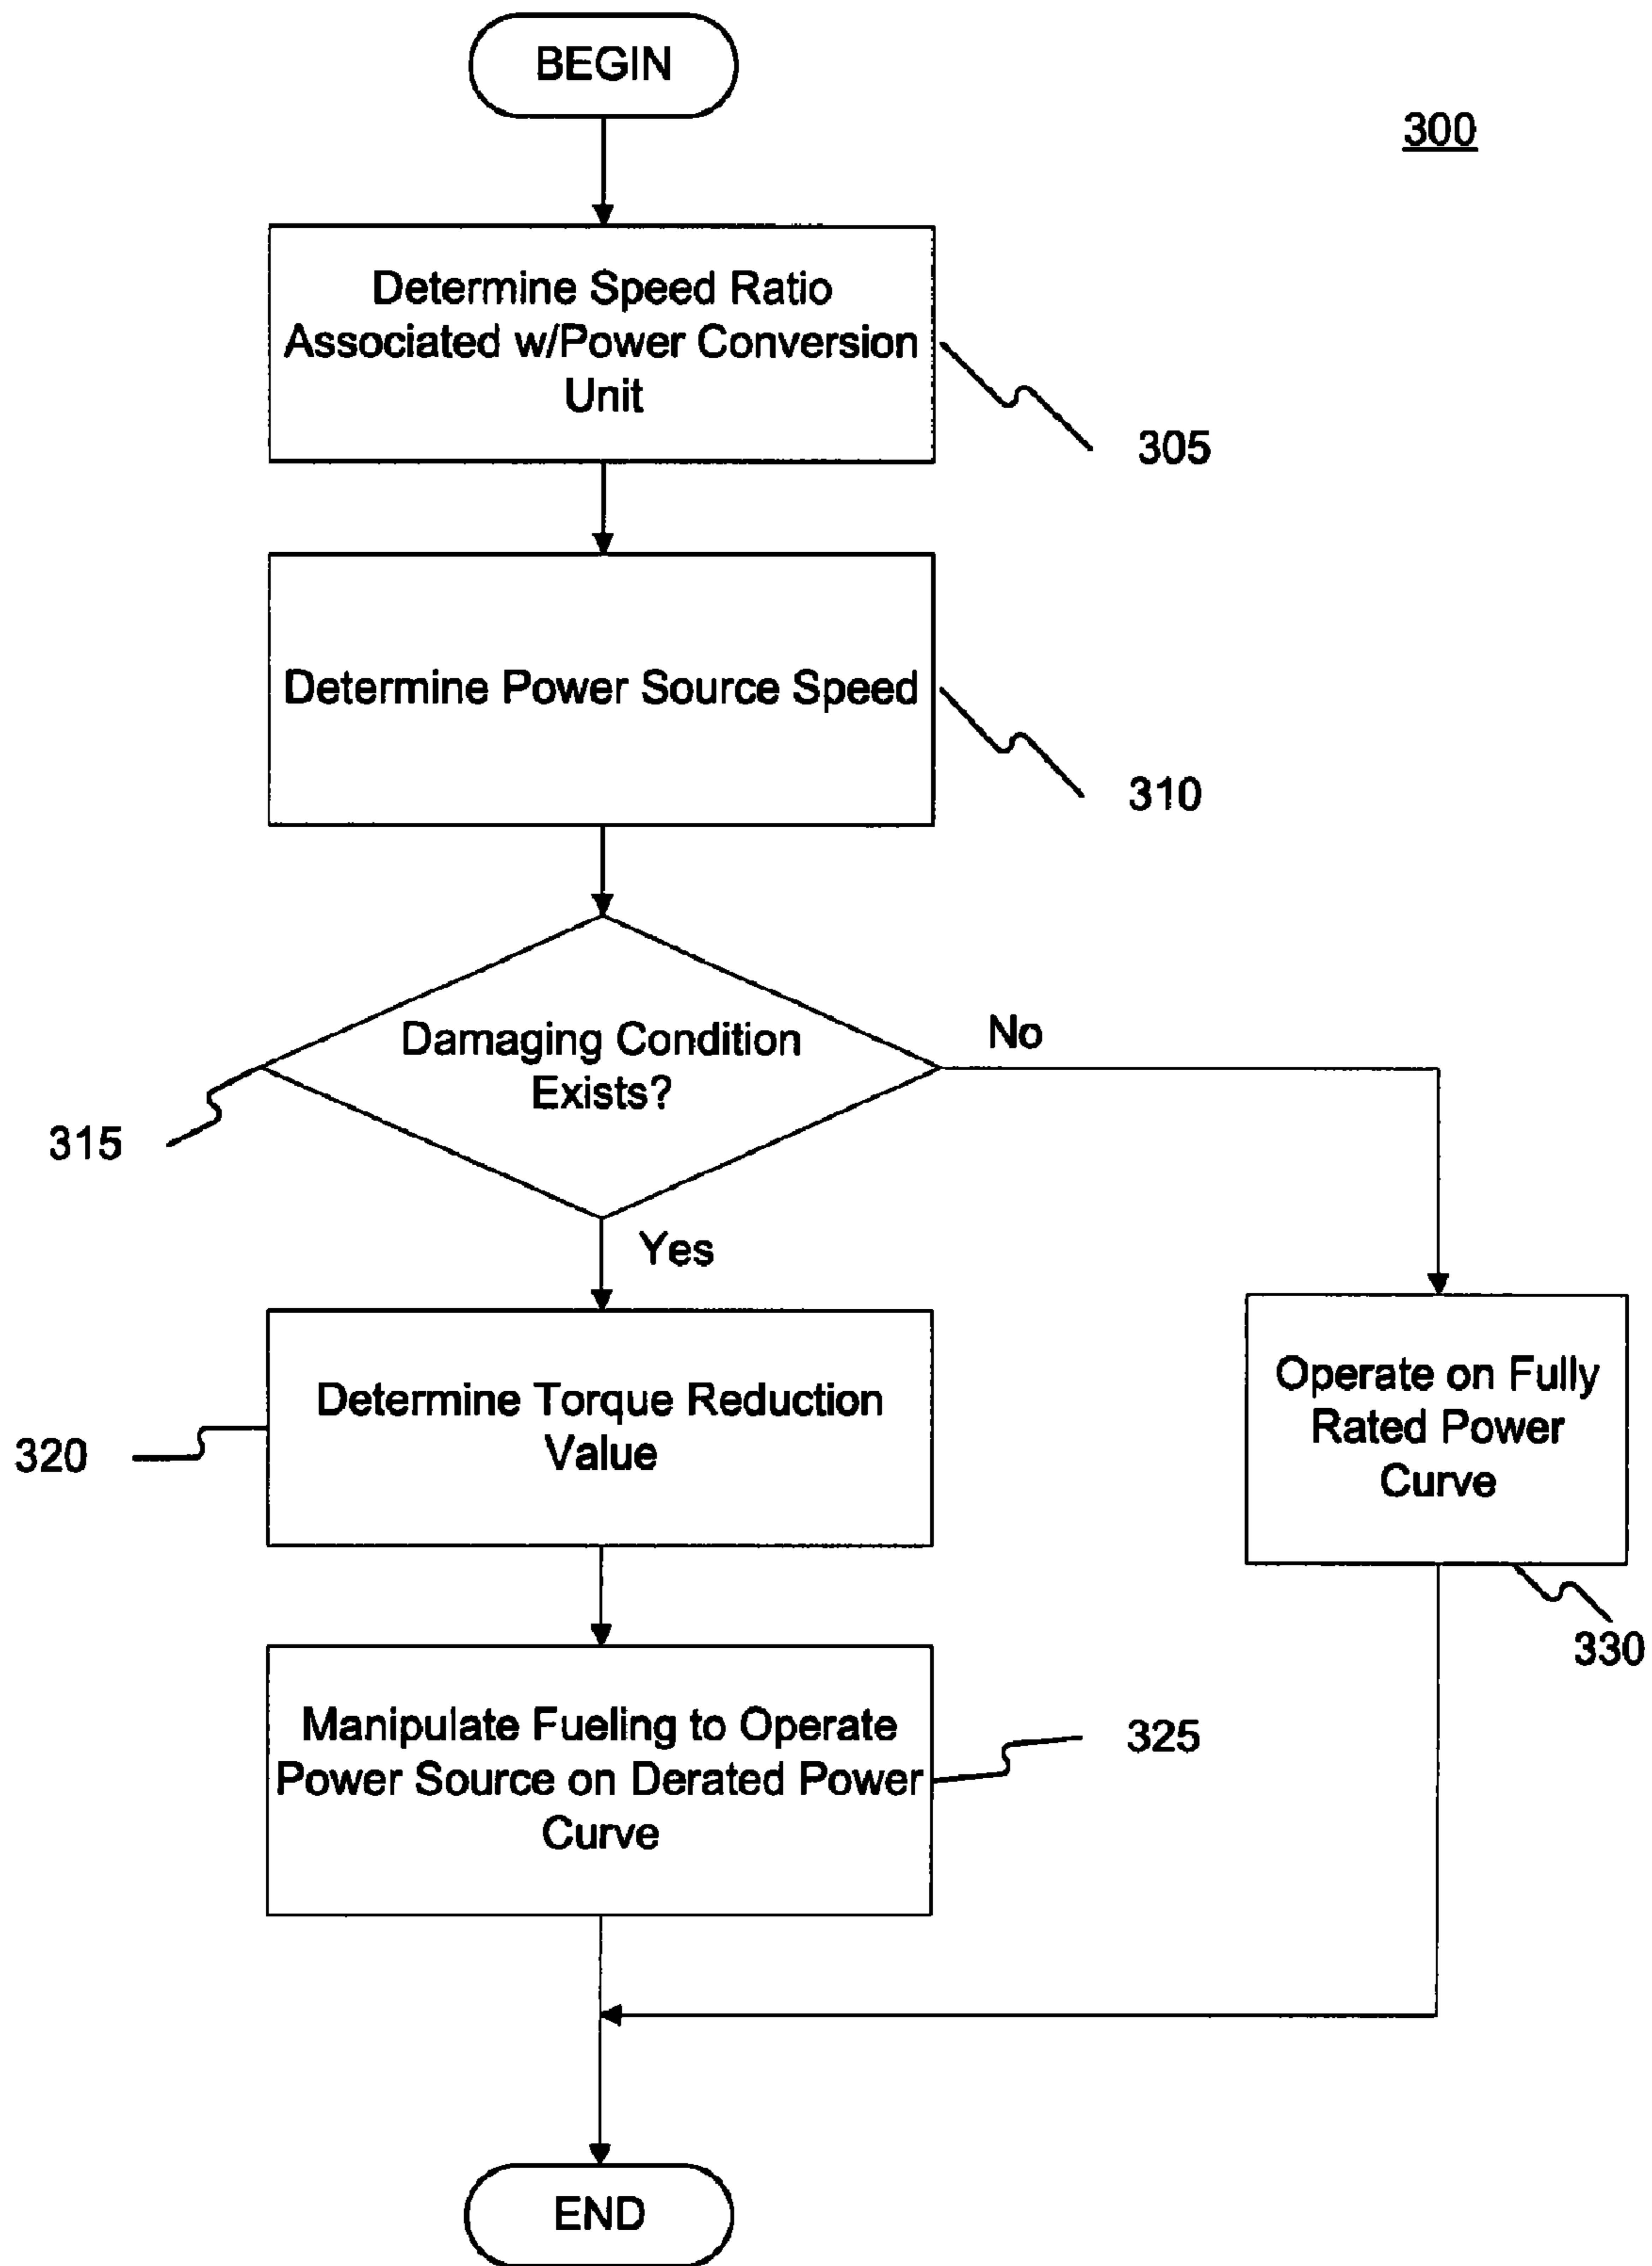 BEGIN
300
Determine Speed Ratio
Associated w/Power Conversion
Unit
305
Determine Power Source Speed
310
Damaging Condition
Exists?
No
315
Yes
Determine Torque Reduction
Value
320
Operate on Fully
Rated Power
Curve
330
Manipulate Fueling to Operate
Power Source on Derated Power
Curve
325
END